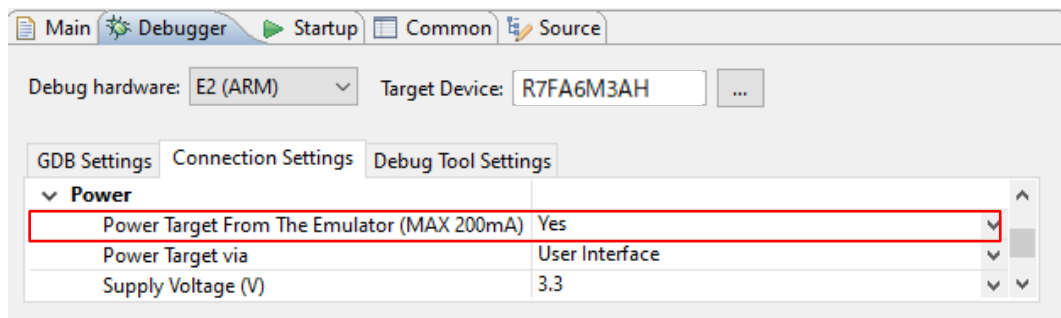 Main Debugger Startup Common Source
Debug hardware: E2 (ARM) Target Device: R7FA6M3AH ...
GDB Settings Connection Settings Debug Tool Settings
Power
Power Target From The Emulator (MAX 200mA) Yes
Power Target via User Interface
Supply Voltage (V) 3.3